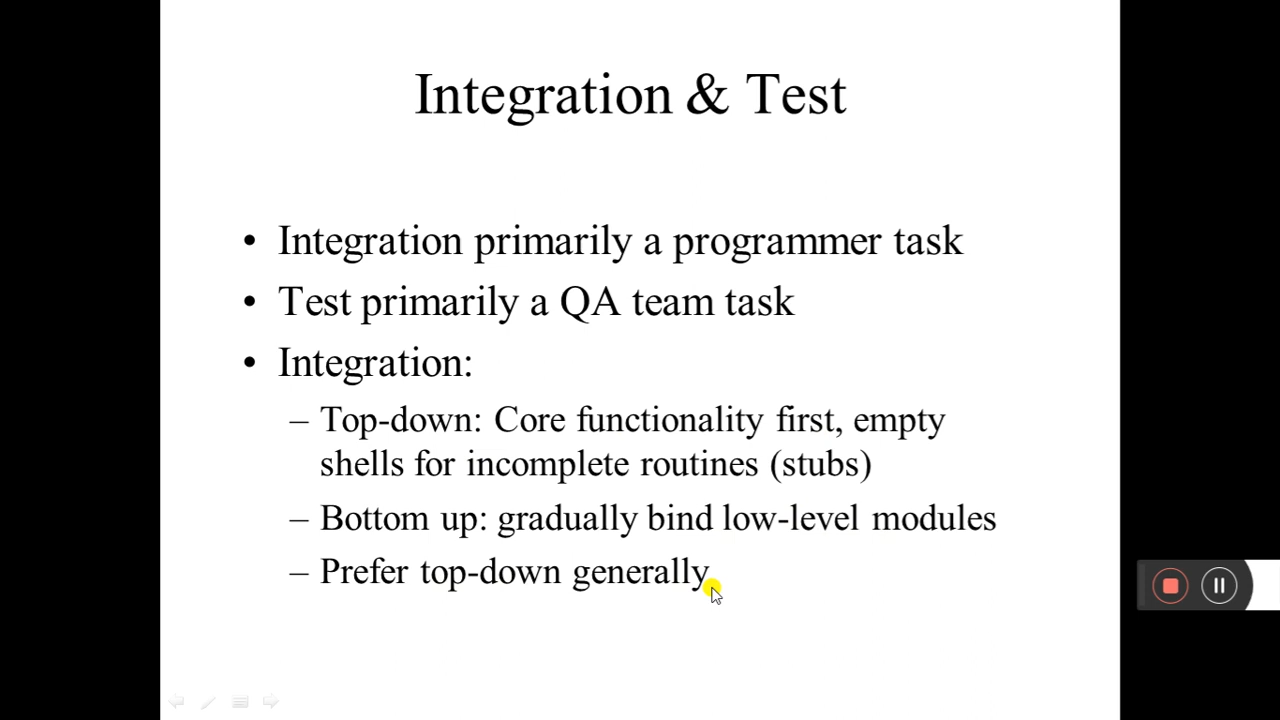 Integration & Test
• Integration primarily a programmer task
• Test primarily a QA team task
• Integration:
– Top-down: Core functionality first, empty
shells for incomplete routines (stubs)
– Bottom up: gradually bind low-level modules
– Prefer top-down generally